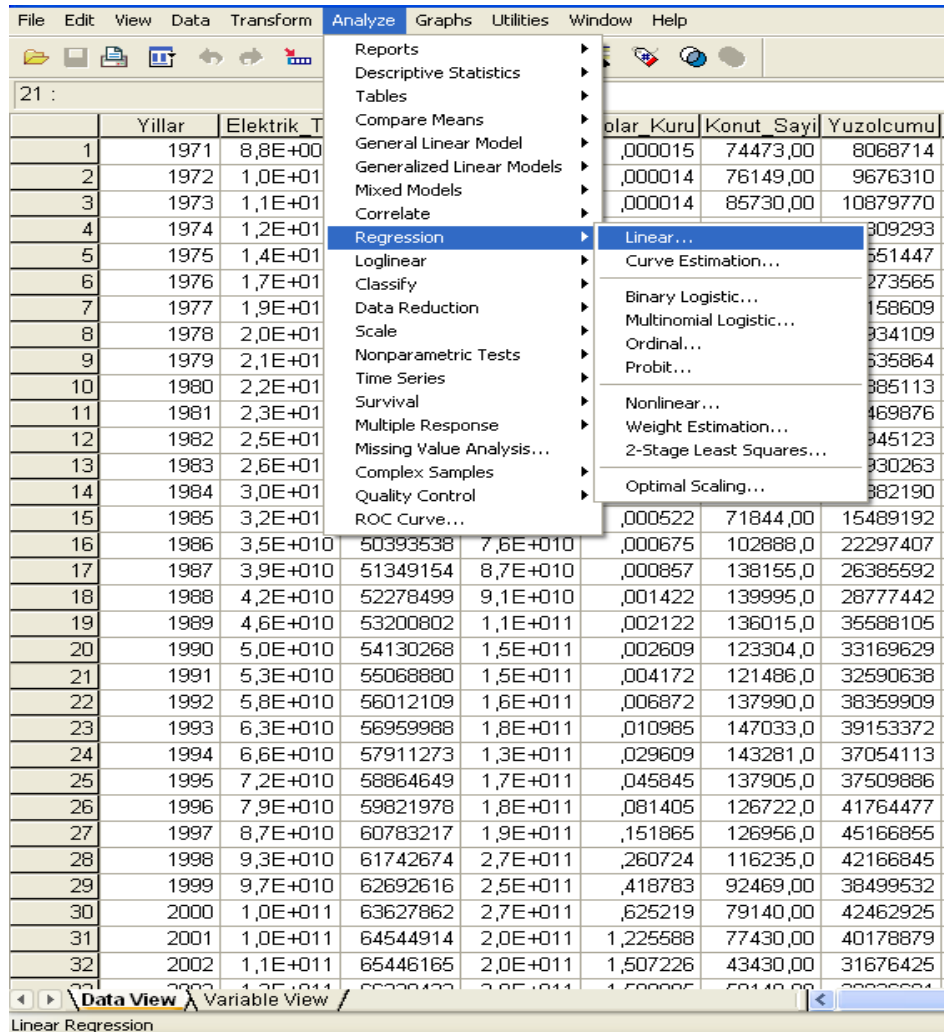 File Edit View Data Transform Analyze Graphs Utilities Window Help
21 :
Reports
Descriptive Statistics
Tables
Compare Means
General Linear Model
Generalized Linear Models
Mixed Models
Correlate
Regression
Loglinear
Classify
Data Reduction
Scale
Nonparametric Tests
Time Series
Survival
Multiple Response
Missing Value Analysis...
Complex Samples
Quality Control
ROC Curve...
Linear...
Curve Estimation...
Binary Logistic...
Multinomial Logistic...
Ordinal...
Probit...
Nonlinear...
Weight Estimation...
2-Stage Least Squares...
Optimal Scaling...
Yillar Elektrik_T olar_Kuru Konut_Sayi Yuzolcumu
1 1971 8,8E+00 ,000015 74473,00 8068714
2 1972 1,0E+01 ,000014 76149,00 9676310
3 1973 1,1E+01 ,000014 85730,00 10879770
4 1974 1,2E+01 309293
5 1975 1,4E+01 551447
6 1976 1,7E+01 273565
7 1977 1,9E+01 158609
8 1978 2,0E+01 934109
9 1979 2,1E+01 535864
10 1980 2,2E+01 385113
11 1981 2,3E+01 469876
12 1982 2,5E+01 945123
13 1983 2,6E+01 930263
14 1984 3,0E+01 382190
15 1985 3,2E+01 ,000522 71844,00 15489192
16 1986 3,5E+010 50393538 7,6E+010 ,000675 102888,0 22297407
17 1987 3,9E+010 51349154 8,7E+010 ,000857 138155,0 26385592
18 1988 4,2E+010 52278499 9,1E+010 ,001422 139995,0 28777442
19 1989 4,6E+010 53200802 1,1E+011 ,002122 136015,0 35588105
20 1990 5,0E+010 54130268 1,5E+011 ,002609 123304,0 33169629
21 1991 5,3E+010 55068880 1,5E+011 ,004172 121486,0 32590638
22 1992 5,8E+010 56012109 1,6E+011 ,006872 137990,0 38359909
23 1993 6,3E+010 56959988 1,8E+011 ,010985 147033,0 39153372
24 1994 6,6E+010 57911273 1,3E+011 ,029609 143281,0 37054113
25 1995 7,2E+010 58864649 1,7E+011 ,045845 137905,0 37509886
26 1996 7,9E+010 59821978 1,8E+011 ,081405 126722,0 41764477
27 1997 8,7E+010 60783217 1,9E+011 ,151865 126956,0 45166855
28 1998 9,3E+010 61742674 2,7E+011 ,260724 116235,0 42166845
29 1999 9,7E+010 62692616 2,5E+011 ,418783 92469,00 38499532
30 2000 1,0E+011 63627862 2,7E+011 ,625219 79140,00 42462925
31 2001 1,0E+011 64544914 2,0E+011 1,225588 77430,00 40178879
32 2002 1,1E+011 65446165 2,0E+011 1,507226 43430,00 31676425
Data View Variable View
Linear Regression